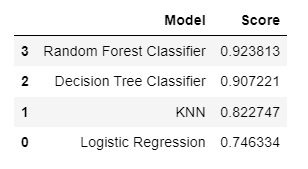 Model Score
3 Random Forest Classifier 0.923813
2 Decision Tree Classifier 0.907221
1 KNN 0.822747
0 Logistic Regression 0.746334